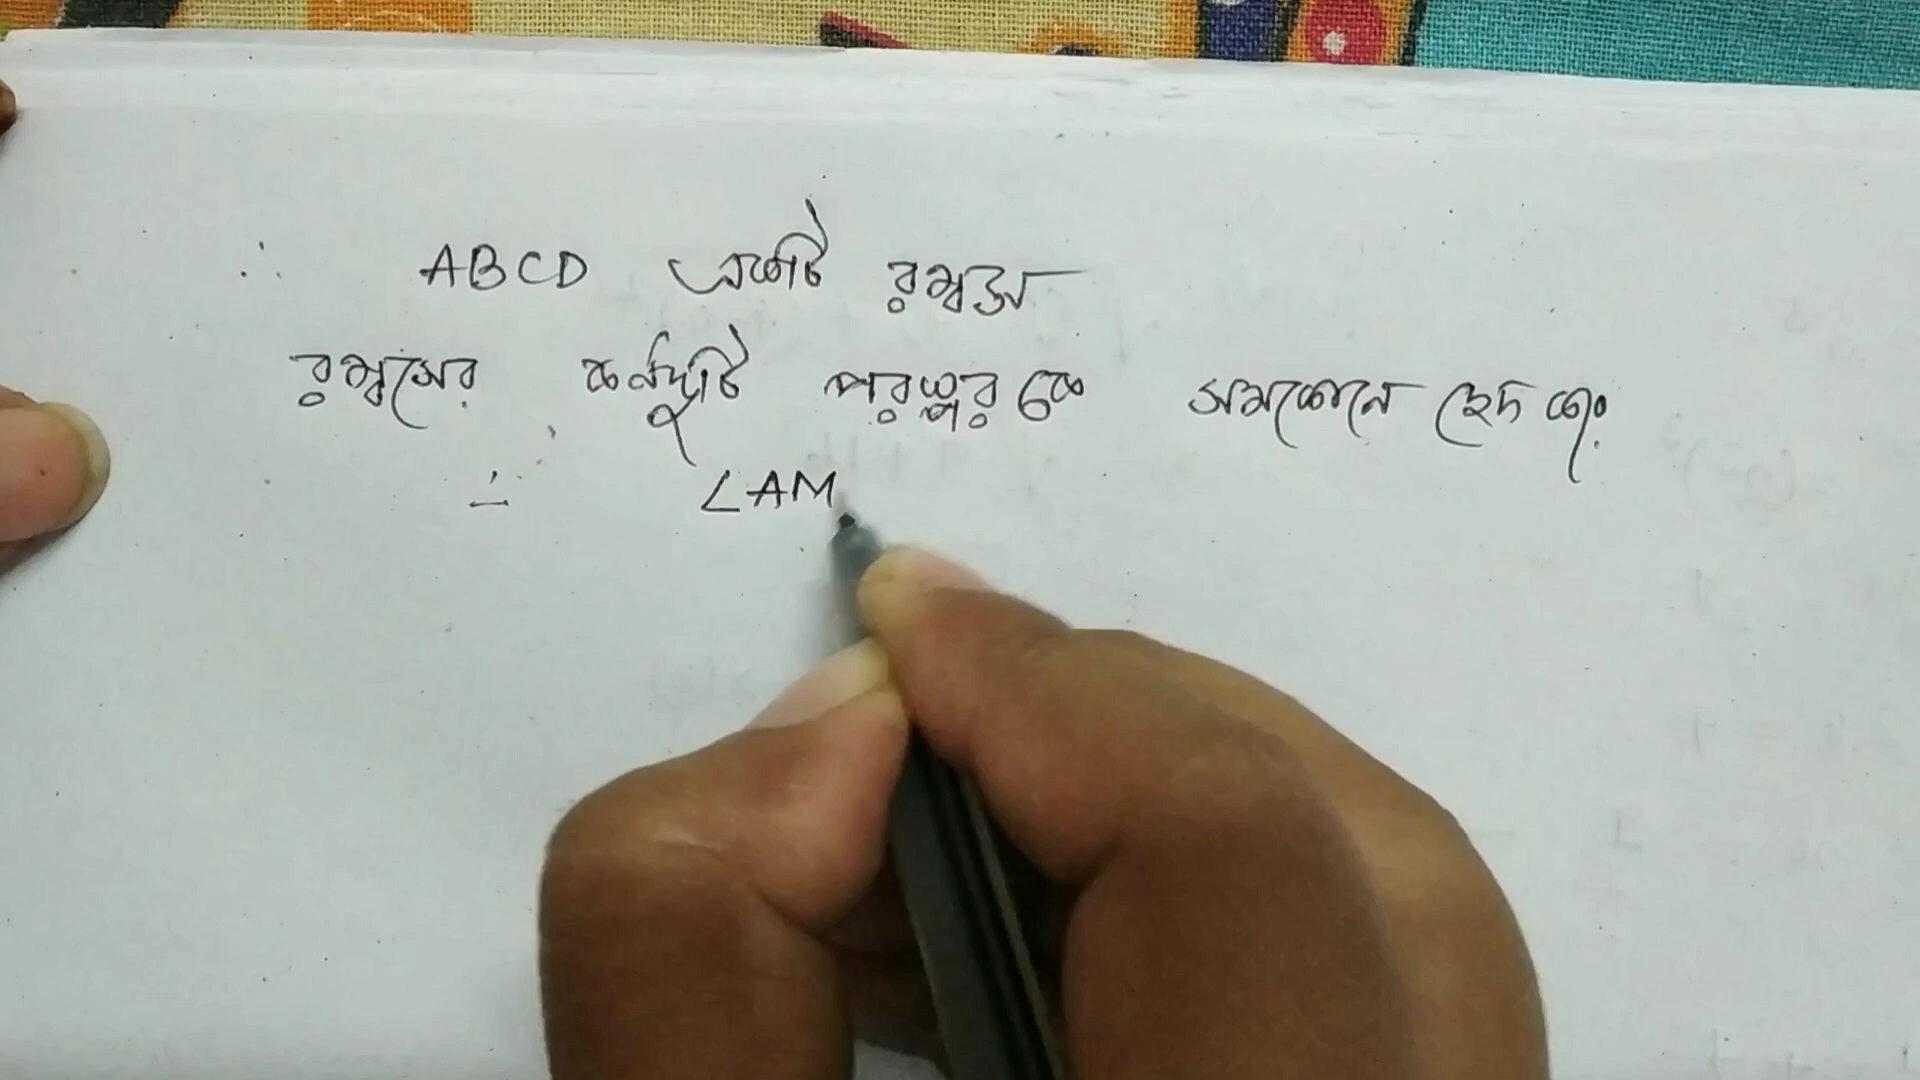 ∴ ABCD একটি রম্বস
রম্বসের কর্ণদুটি পরস্পরকে সমকোণে ছেদ করে
∴ ∠AM